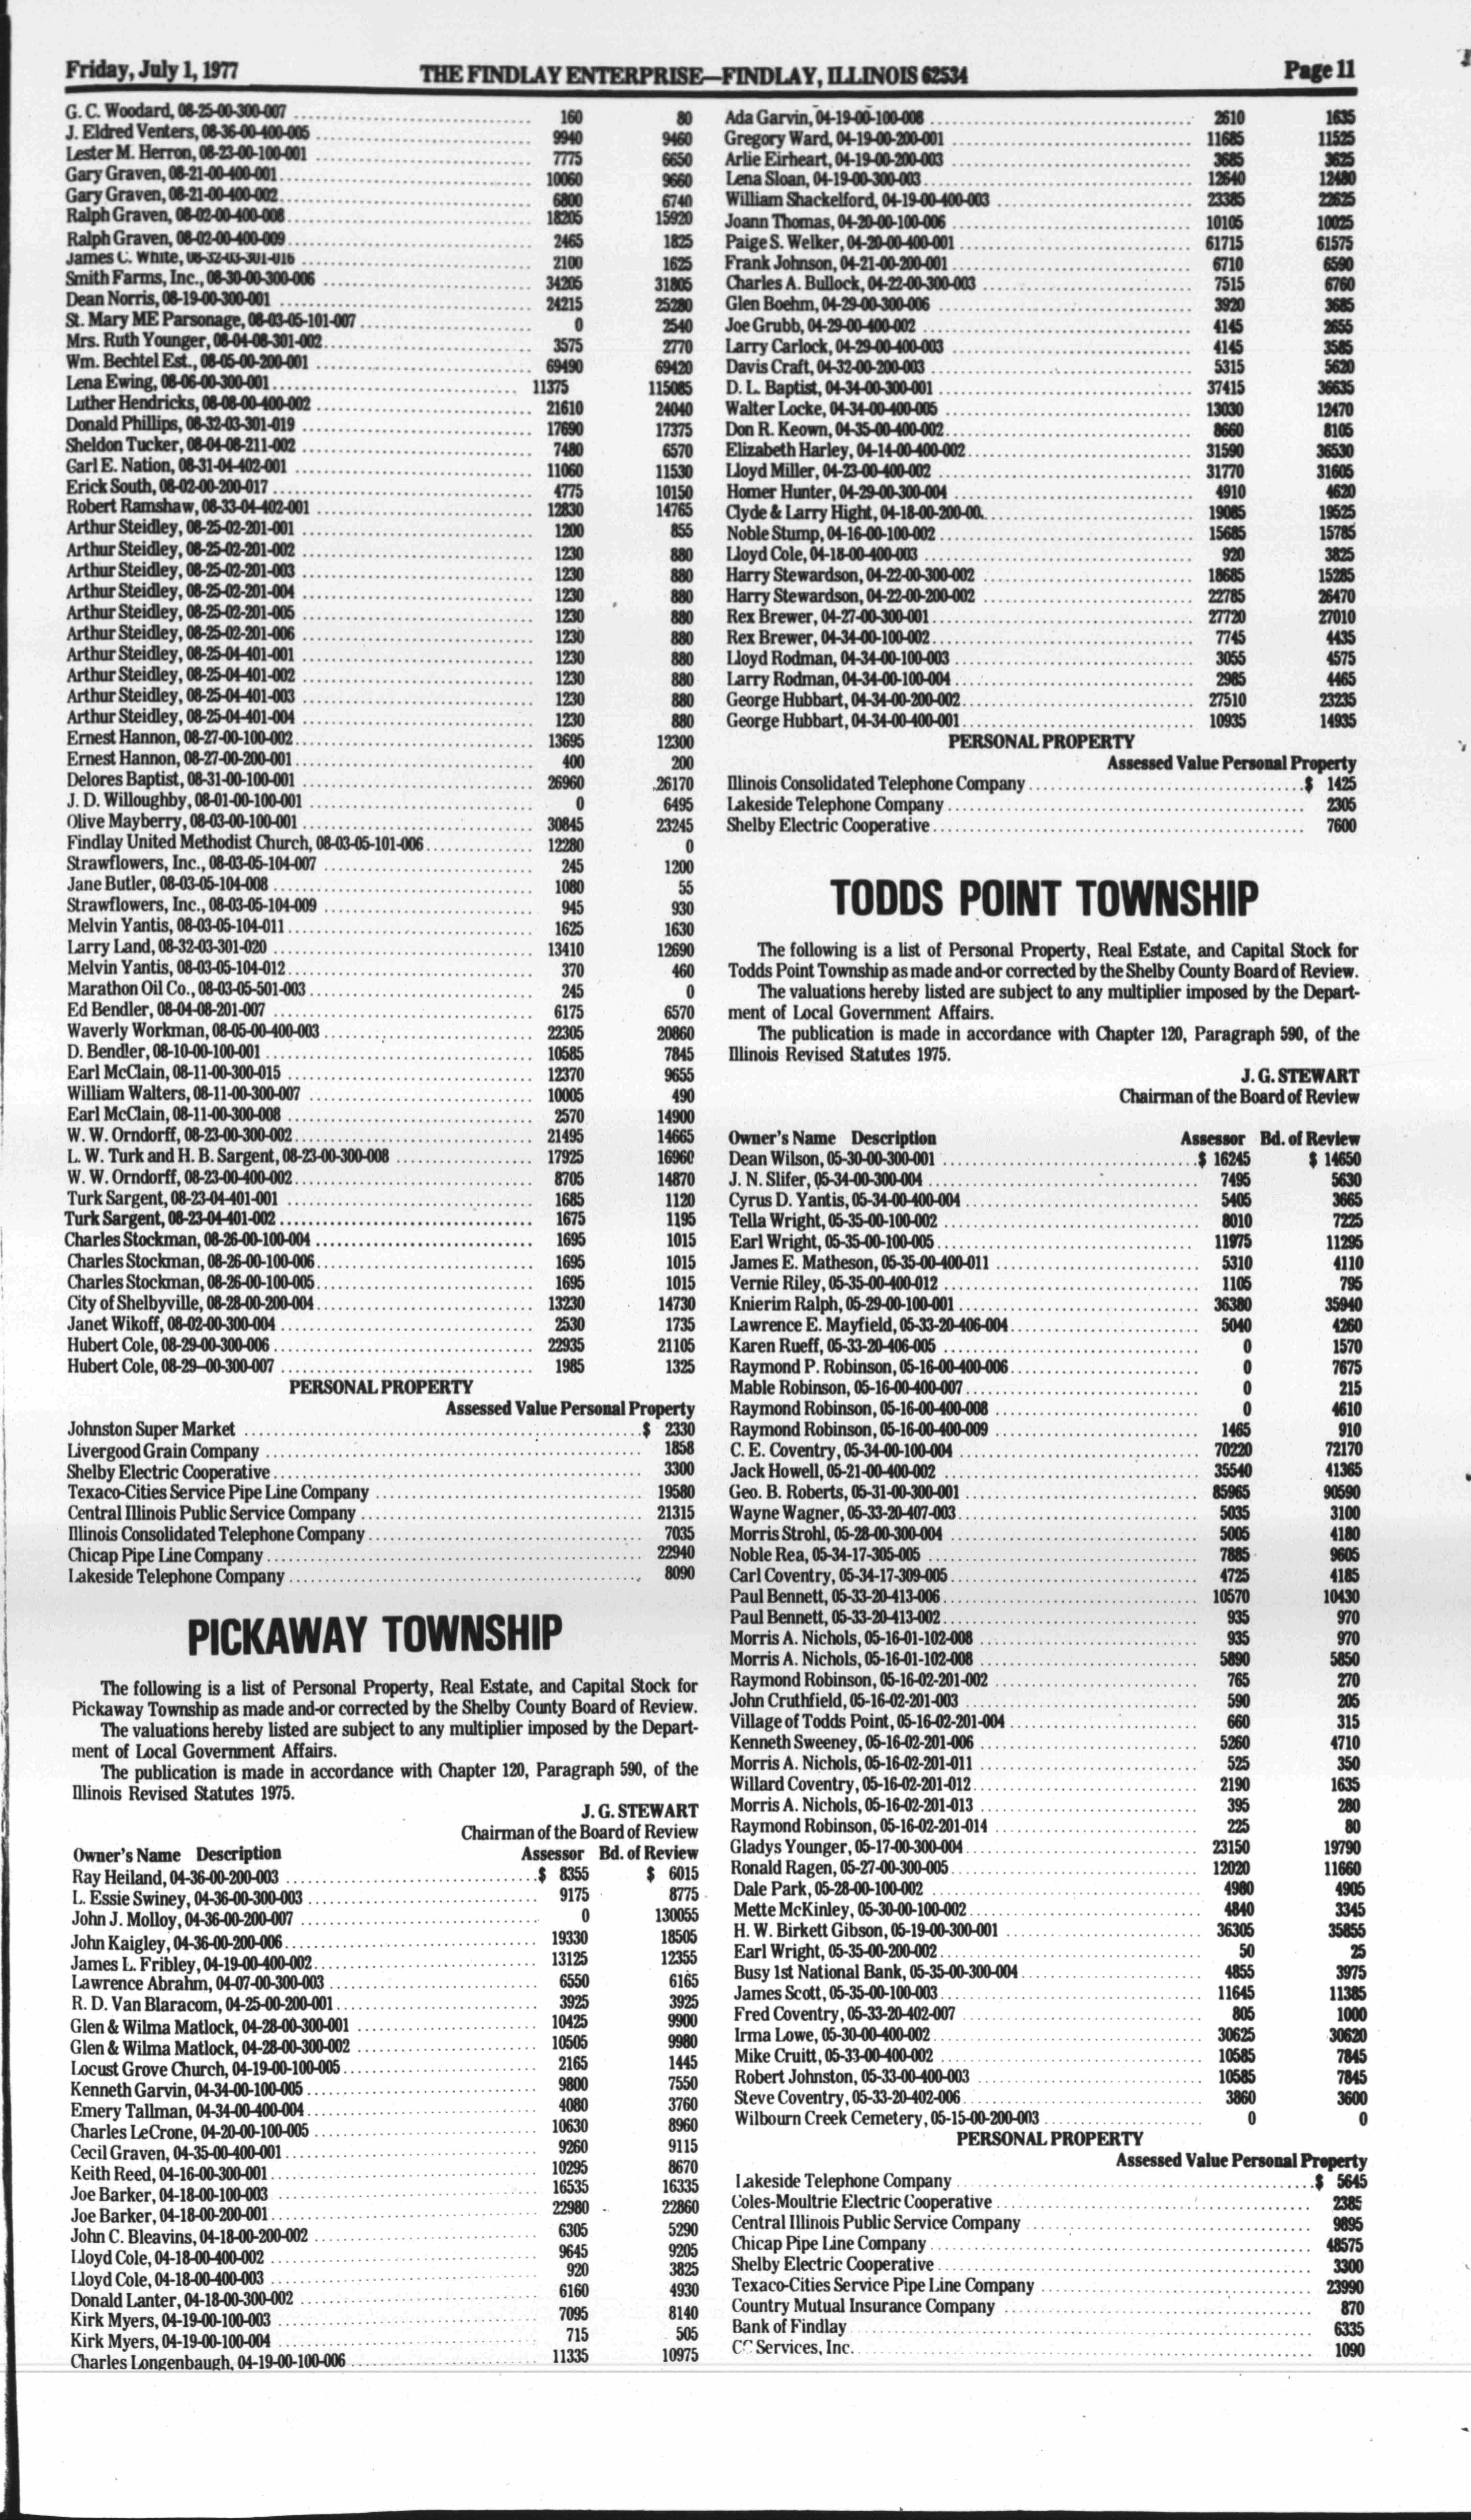 Friday, July 1, 1977 THE FINDLAY ENTERPRISE—FINDLAY, ILLINOIS 62534 Page 11
G. C. Woodard, 08-25-00-300-007 160 80
J. Eldred Venters, 08-36-00-400-005 9940 9460
Lester M. Herron, 08-23-00-100-001 7775 6650
Gary Graven, 08-21-00-400-001 10060 9660
Gary Graven, 08-21-00-400-002 6800 6740
Ralph Graven, 08-02-00-400-008 18205 15920
Ralph Graven, 08-02-00-400-009 2465 1825
James C. White, 08-32-03-301-016 2100 1625
Smith Farms, Inc., 08-30-00-300-006 34205 31805
Dean Norris, 08-19-00-300-001 24215 25280
St. Mary ME Parsonage, 08-03-05-101-007 0 2540
Mrs. Ruth Younger, 08-04-08-301-002 3575 2770
Wm. Bechtel Est., 08-05-00-200-001 69490 69420
Lena Ewing, 08-06-00-300-001 11375 115085
Luther Hendricks, 08-08-00-400-002 21610 24040
Donald Phillips, 08-32-03-301-019 17690 17375
Sheldon Tucker, 08-04-08-211-002 7480 6570
Garl E. Nation, 08-31-04-402-001 11060 11530
Erick South, 08-02-00-200-017 4775 10150
Robert Ramshaw, 08-33-04-402-001 12830 14765
Arthur Steidley, 08-25-02-201-001 1200 855
Arthur Steidley, 08-25-02-201-002 1230 880
Arthur Steidley, 08-25-02-201-003 1230 880
Arthur Steidley, 08-25-02-201-004 1230 880
Arthur Steidley, 08-25-02-201-005 1230 880
Arthur Steidley, 08-25-02-201-006 1230 880
Arthur Steidley, 08-25-04-401-001 1230 880
Arthur Steidley, 08-25-04-401-002 1230 880
Arthur Steidley, 08-25-04-401-003 1230 880
Arthur Steidley, 08-25-04-401-004 1230 880
Ernest Hannon, 08-27-00-100-002 13695 12300
Ernest Hannon, 08-27-00-200-001 400 200
Delores Baptist, 08-31-00-100-001 26960 26170
J. D. Willoughby, 08-01-00-100-001 0 6495
Olive Mayberry, 08-03-00-100-001 30845 23245
Findlay United Methodist Church, 08-03-05-101-006 12280 0
Strawflowers, Inc., 08-03-05-104-007 245 1200
Jane Butler, 08-03-05-104-008 1080 55
Strawflowers, Inc., 08-03-05-104-009 945 930
Melvin Yantis, 08-03-05-104-011 1625 1630
Larry Land, 08-32-03-301-020 13410 12690
Melvin Yantis, 08-03-05-104-012 370 460
Marathon Oil Co., 08-03-05-501-003 245 0
Ed Bendler, 08-04-08-201-007 6175 6570
Waverly Workman, 08-05-00-400-003 22305 20860
D. Bendler, 08-10-00-100-001 10585 7845
Earl McClain, 08-11-00-300-015 12370 9655
William Walters, 08-11-00-300-007 10005 490
Earl McClain, 08-11-00-300-008 2570 14900
W. W. Orndorff, 08-23-00-300-002 21495 14665
L. W. Turk and H. B. Sargent, 08-23-00-300-008 17925 16960
W. W. Orndorff, 08-23-00-400-002 8705 14870
Turk Sargent, 08-23-04-401-001 1685 1120
Turk Sargent, 08-23-04-401-002 1675 1195
Charles Stockman, 08-26-00-100-004 1695 1015
Charles Stockman, 08-26-00-100-006 1695 1015
Charles Stockman, 08-26-00-100-005 1695 1015
City of Shelbyville, 08-28-00-200-004 13230 14730
Janet Wikoff, 08-02-00-300-004 2530 1735
Hubert Cole, 08-29-00-300-006 22935 21105
Hubert Cole, 08-29—00-300-007 1985 1325
PERSONAL PROPERTY
Assessed Value Personal Property
Johnston Super Market $ 2330
Livergood Grain Company 1858
Shelby Electric Cooperative 3300
Texaco-Cities Service Pipe Line Company 19580
Central Illinois Public Service Company 21315
Illinois Consolidated Telephone Company 7035
Chicap Pipe Line Company 22940
Lakeside Telephone Company 8090
PICKAWAY TOWNSHIP
The following is a list of Personal Property, Real Estate, and Capital Stock for
Pickaway Township as made and-or corrected by the Shelby County Board of Review.
The valuations hereby listed are subject to any multiplier imposed by the Depart-
ment of Local Government Affairs.
The publication is made in accordance with Chapter 120, Paragraph 590, of the
Illinois Revised Statutes 1975.
J. G. STEWART
Chairman of the Board of Review
Owner's Name Description Assessor Bd. of Review
Ray Heiland, 04-36-00-200-003 $ 8355 $ 6015
L. Essie Swiney, 04-36-00-300-003 9175 8775
John J. Molloy, 04-36-00-200-007 0 130055
John Kaigley, 04-36-00-200-006 19330 18505
James L. Fribley, 04-19-00-400-002 13125 12355
Lawrence Abrahm, 04-07-00-300-003 6550 6165
R. D. Van Blaracom, 04-25-00-200-001 3925 3925
Glen & Wilma Matlock, 04-28-00-300-001 10425 9900
Glen & Wilma Matlock, 04-28-00-300-002 10505 9980
Locust Grove Church, 04-19-00-100-005 2165 1445
Kenneth Garvin, 04-34-00-100-005 9800 7550
Emery Tallman, 04-34-00-400-004 4080 3760
Charles LeCrone, 04-20-00-100-005 10630 8960
Cecil Graven, 04-35-00-400-001 9260 9115
Keith Reed, 04-16-00-300-001 10295 8670
Joe Barker, 04-18-00-100-003 16535 16335
Joe Barker, 04-18-00-200-001 22980 22860
John C. Bleavins, 04-18-00-200-002 6305 5290
Lloyd Cole, 04-18-00-400-002 9645 9205
Lloyd Cole, 04-18-00-400-003 920 3825
Donald Lanter, 04-18-00-300-002 6160 4930
Kirk Myers, 04-19-00-100-003 7095 8140
Kirk Myers, 04-19-00-100-004 715 505
Charles Longenbaugh, 04-19-00-100-006 11335 10975
Ada Garvin, 04-19-00-100-008 2610 1635
Gregory Ward, 04-19-00-200-001 11685 11525
Arlie Eirheart, 04-19-00-200-003 3685 3625
Lena Sloan, 04-19-00-300-003 12640 12480
William Shackelford, 04-19-00-400-003 23385 22625
Joann Thomas, 04-20-00-100-006 10105 10025
Paige S. Welker, 04-20-00-400-001 61715 61575
Frank Johnson, 04-21-00-200-001 6710 6590
Charles A. Bullock, 04-22-00-300-003 7515 6760
Glen Boehm, 04-29-00-300-006 3920 3685
Joe Grubb, 04-29-00-400-002 4145 2655
Larry Carlock, 04-29-00-400-003 4145 3585
Davis Craft, 04-32-00-200-003 5315 5620
D. L. Baptist, 04-34-00-300-001 37415 36635
Walter Locke, 04-34-00-400-005 13030 12470
Don R. Keown, 04-35-00-400-002 8660 8105
Elizabeth Harley, 04-14-00-400-002 31590 36530
Lloyd Miller, 04-23-00-400-002 31770 31605
Homer Hunter, 04-29-00-300-004 4910 4620
Clyde & Larry Hight, 04-18-00-200-00 19085 19525
Noble Stump, 04-16-00-100-002 15685 15785
Lloyd Cole, 04-18-00-400-003 920 3825
Harry Stewardson, 04-22-00-300-002 18685 15285
Harry Stewardson, 04-22-00-200-002 22785 26470
Rex Brewer, 04-27-00-300-001 27720 27010
Rex Brewer, 04-34-00-100-002 7745 4435
Lloyd Rodman, 04-34-00-100-003 3055 4575
Larry Rodman, 04-34-00-100-004 2985 4465
George Hubbart, 04-34-00-200-002 27510 23235
George Hubbart, 04-34-00-400-001 10935 14935
PERSONAL PROPERTY
Assessed Value Personal Property
Illinois Consolidated Telephone Company $ 1425
Lakeside Telephone Company 2305
Shelby Electric Cooperative 7600
TODDS POINT TOWNSHIP
The following is a list of Personal Property, Real Estate, and Capital Stock for
Todds Point Township as made and-or corrected by the Shelby County Board of Review.
The valuations hereby listed are subject to any multiplier imposed by the Depart-
ment of Local Government Affairs.
The publication is made in accordance with Chapter 120, Paragraph 590, of the
Illinois Revised Statutes 1975.
J. G. STEWART
Chairman of the Board of Review
Owner's Name Description Assessor Bd. of Review
Dean Wilson, 05-30-00-300-001 $ 16245 $ 14650
J. N. Slifer, 05-34-00-300-004 7495 5630
Cyrus D. Yantis, 05-34-00-400-004 5405 3665
Tella Wright, 05-35-00-100-002 8010 7225
Earl Wright, 05-35-00-100-005 11975 11295
James E. Matheson, 05-35-00-400-011 5310 4110
Vernie Riley, 05-35-00-400-012 1105 795
Knierim Ralph, 05-29-00-100-001 36380 35940
Lawrence E. Mayfield, 05-33-20-406-004 5040 4260
Karen Rueff, 05-33-20-406-005 0 1570
Raymond P. Robinson, 05-16-00-400-006 0 7675
Mable Robinson, 05-16-00-400-007 0 215
Raymond Robinson, 05-16-00-400-008 0 4610
Raymond Robinson, 05-16-00-400-009 1465 910
C. E. Coventry, 05-34-00-100-004 70220 72170
Jack Howell, 05-21-00-400-002 35540 41365
Geo. B. Roberts, 05-31-00-300-001 85965 90590
Wayne Wagner, 05-33-20-407-003 5035 3100
Morris Strohl, 05-28-00-300-004 5005 4180
Noble Rea, 05-34-17-305-005 7885 9605
Carl Coventry, 05-34-17-309-005 4725 4185
Paul Bennett, 05-33-20-413-006 10570 10430
Paul Bennett, 05-33-20-413-002 935 970
Morris A. Nichols, 05-16-01-102-008 935 970
Morris A. Nichols, 05-16-01-102-008 5890 5850
Raymond Robinson, 05-16-02-201-002 765 270
John Cruthfield, 05-16-02-201-003 590 205
Village of Todds Point, 05-16-02-201-004 660 315
Kenneth Sweeney, 05-16-02-201-006 5260 4710
Morris A. Nichols, 05-16-02-201-011 525 350
Willard Coventry, 05-16-02-201-012 2190 1635
Morris A. Nichols, 05-16-02-201-013 395 280
Raymond Robinson, 05-16-02-201-014 225 80
Gladys Younger, 05-17-00-300-004 23150 19790
Ronald Ragen, 05-27-00-300-005 12020 11660
Dale Park, 05-28-00-100-002 4980 4905
Mette McKinley, 05-30-00-100-002 4840 3345
H. W. Birkett Gibson, 05-19-00-300-001 36305 35855
Earl Wright, 05-35-00-200-002 50 25
Busy 1st National Bank, 05-35-00-300-004 4855 3975
James Scott, 05-35-00-100-003 11645 11385
Fred Coventry, 05-33-20-402-007 805 1000
Irma Lowe, 05-30-00-400-002 30625 30620
Mike Cruitt, 05-33-00-400-002 10585 7845
Robert Johnston, 05-33-00-400-003 10585 7845
Steve Coventry, 05-33-20-402-006 3860 3600
Wilbourn Creek Cemetery, 05-15-00-200-003 0 0
PERSONAL PROPERTY
Assessed Value Personal Property
Lakeside Telephone Company $ 5645
Coles-Moultrie Electric Cooperative 2385
Central Illinois Public Service Company 9895
Chicap Pipe Line Company 48575
Shelby Electric Cooperative 3300
Texaco-Cities Service Pipe Line Company 23990
Country Mutual Insurance Company 870
Bank of Findlay 6335
CC Services, Inc. 1090